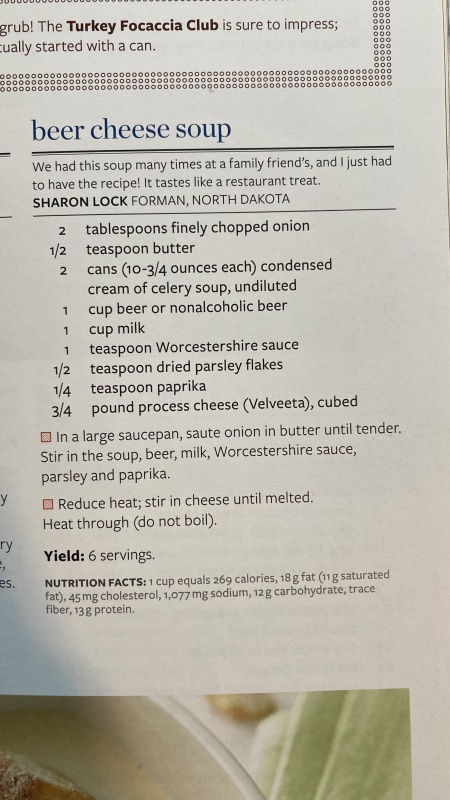 grub! The Turkey Focaccia Club is sure to impress;
tually started with a can.
beer cheese soup
We had this soup many times at a family friend's, and I just had
to have the recipe! It tastes like a restaurant treat.
SHARON LOCK FORMAN, NORTH DAKOTA
2 tablespoons finely chopped onion
1/2 teaspoon butter
2 cans (10-3/4 ounces each) condensed
cream of celery soup, undiluted
1 cup beer or nonalcoholic beer
1 cup milk
1 teaspoon Worcestershire sauce
1/2 teaspoon dried parsley flakes
1/4 teaspoon paprika
3/4 pound process cheese (Velveeta), cubed
In a large saucepan, saute onion in butter until tender.
Stir in the soup, beer, milk, Worcestershire sauce,
parsley and paprika.
Reduce heat; stir in cheese until melted.
Heat through (do not boil).
Yield: 6 servings.
NUTRITION FACTS: 1 cup equals 269 calories, 18 g fat (11 g saturated
fat), 45 mg cholesterol, 1,077 mg sodium, 12 g carbohydrate, trace
fiber, 13 g protein.
y
ry
e,
es.